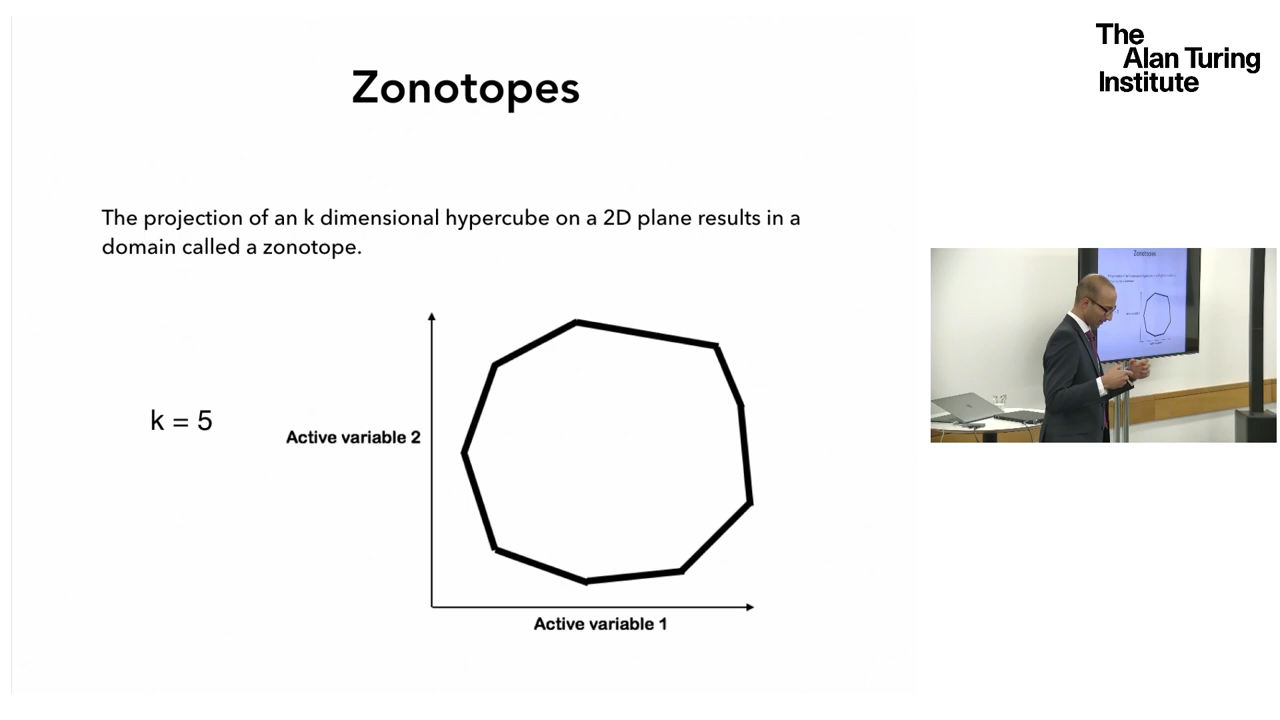 The
Alan Turing
Institute
Zonotopes
The projection of an k dimensional hypercube on a 2D plane results in a
domain called a zonotope.
k = 5
Active variable 2
Active variable 1
Zonotopes